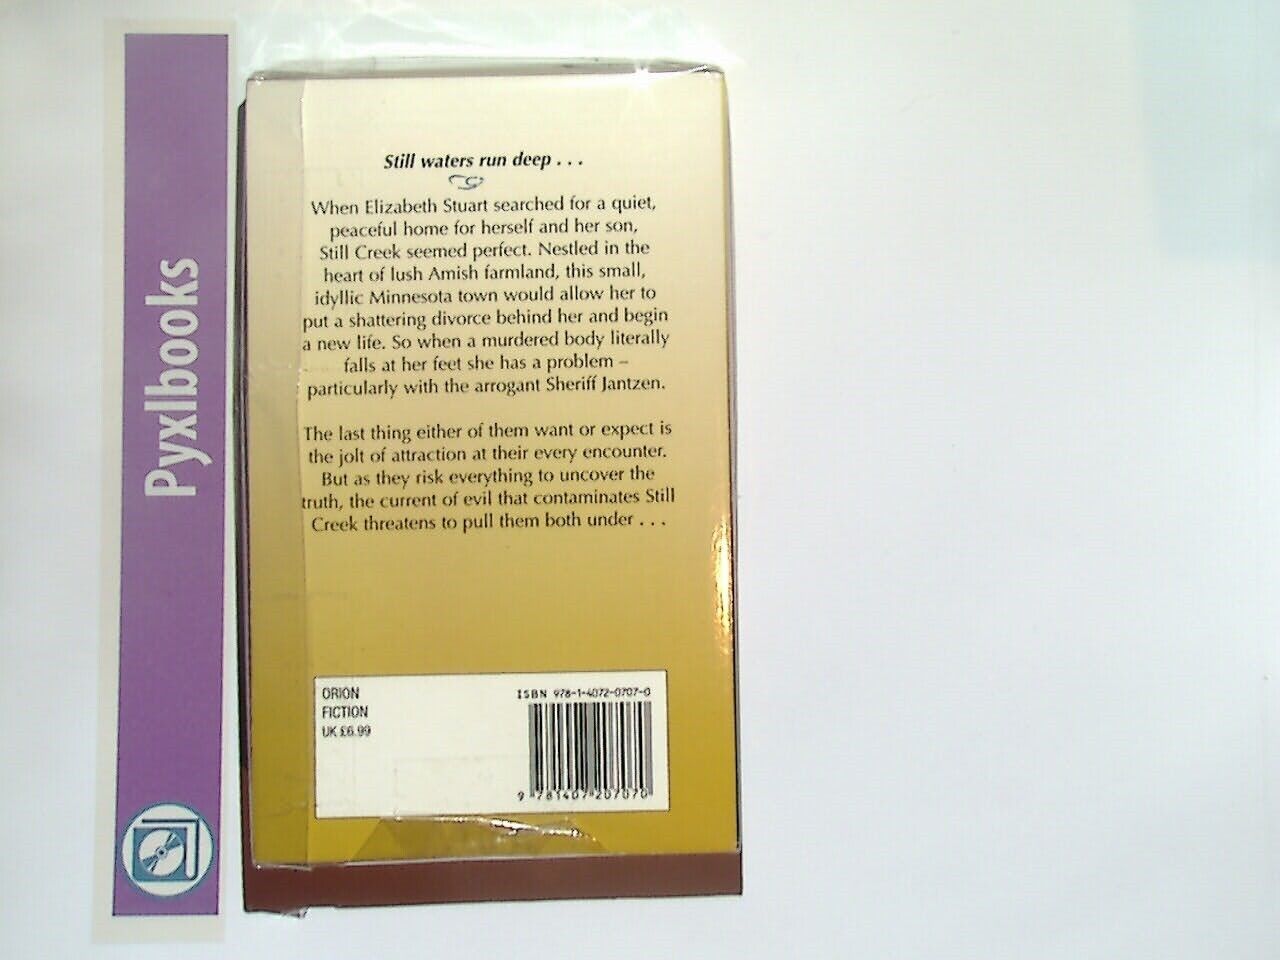 Pyxlbooks
Still waters run deep . . .
When Elizabeth Stuart searched for a quiet,
peaceful home for herself and her son,
Still Creek seemed perfect. Nestled in the
heart of lush Amish farmland, this small,
idyllic Minnesota town would allow her to
put a shattering divorce behind her and begin
a new life. So when a murdered body literally
falls at her feet she has a problem –
particularly with the arrogant Sheriff Jantzen.
The last thing either of them want or expect is
the jolt of attraction at their every encounter.
But as they risk everything to uncover the
truth, the current of evil that contaminates Still
Creek threatens to pull them both under . . .
ORION
FICTION
UK £6.99
ISBN 978-1-4072-0707-0
9 781407 207070